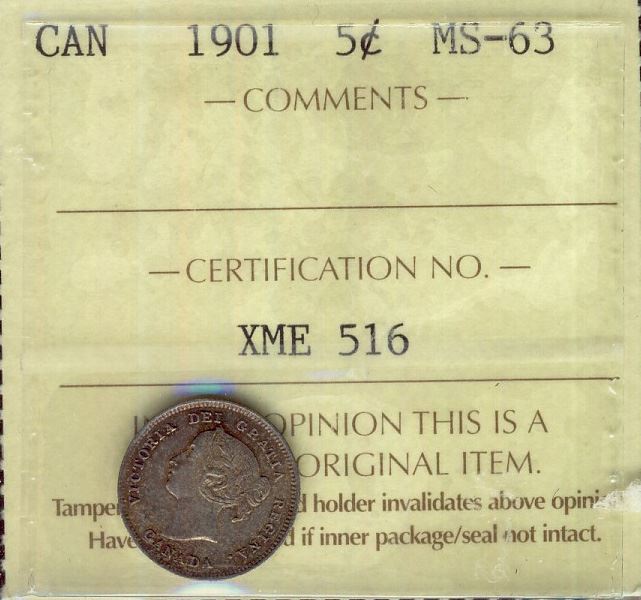 CAN 1901 5¢ MS-63
— COMMENTS —
— CERTIFICATION NO. —
XME 516
OPINION THIS IS A
ORIGINAL ITEM.
holder invalidates above
if inner package/seal not intact.
VICTORIA DEI GRATIA REGINA.
CANADA